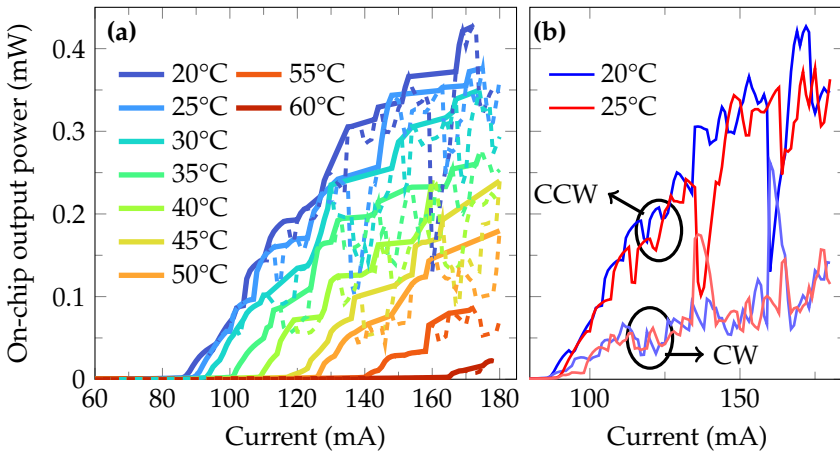 (a)
(b)
On-chip output power (mW)
0.4
0.3
0.2
0.1
0
20°C
25°C
30°C
35°C
40°C
45°C
50°C
55°C
60°C
60 80 100 120 140 160 180
Current (mA)
20°C
25°C
CCW
CW
100 150
Current (mA)